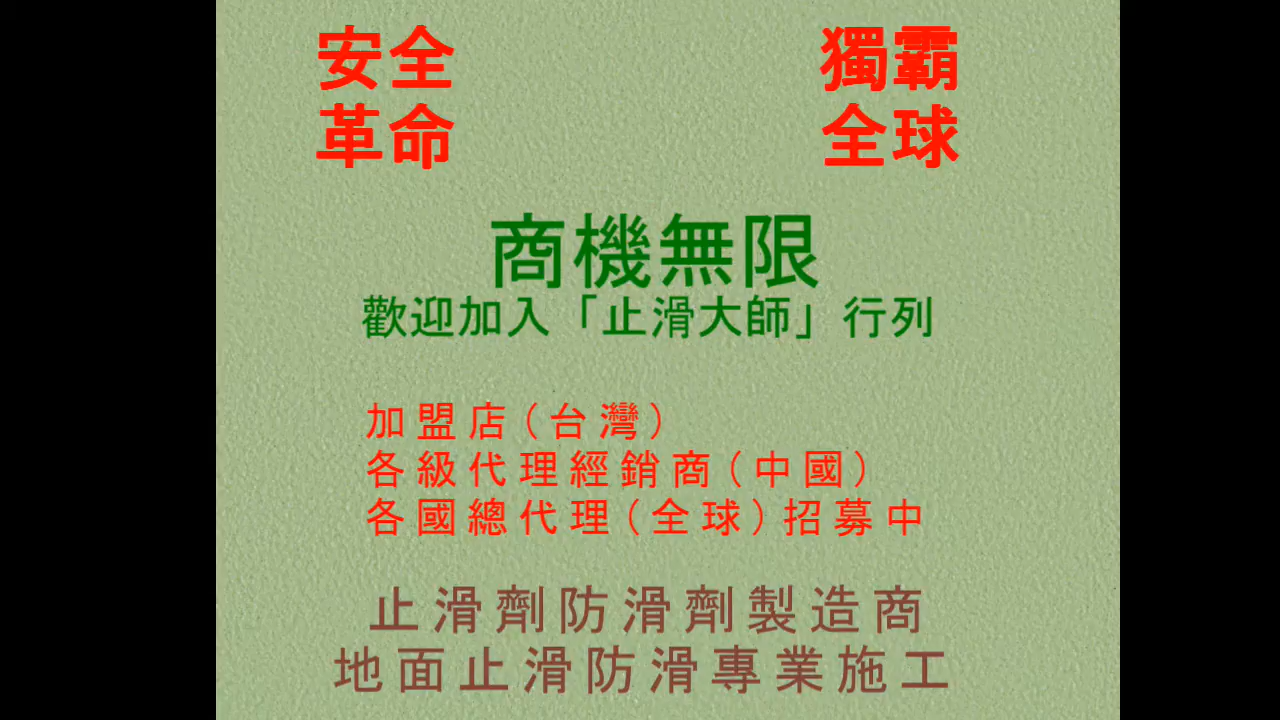 安全
革命
獨霸
全球
商機無限
歡迎加入「止滑大師」行列
加盟店(台灣)
各級代理經銷商(中國)
各國總代理(全球)招募中
止滑劑防滑劑製造商
地面止滑防滑專業施工